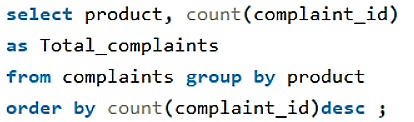 select product, count(complaint_id)
as Total_complaints
from complaints group by product
order by count(complaint_id)desc ;